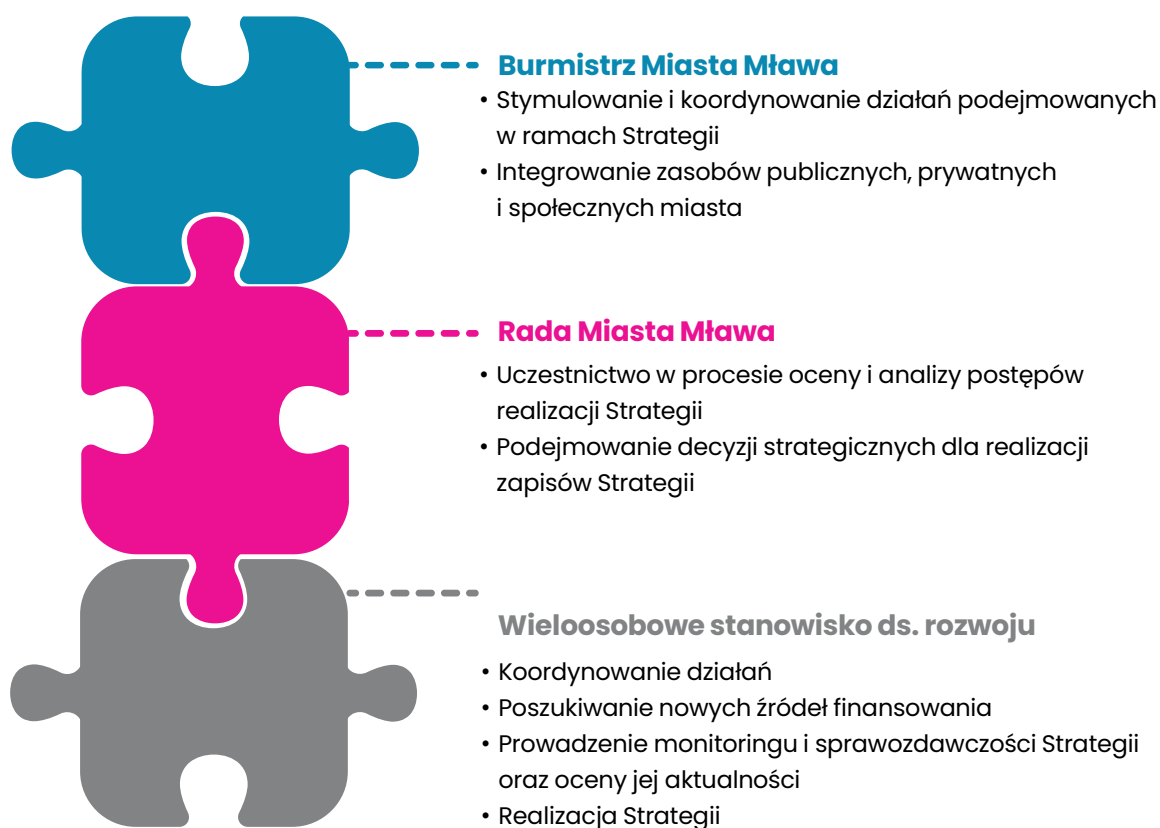 Burmistrz Miasta Mława
• Stymulowanie i koordynowanie działań podejmowanych
w ramach Strategii
• Integrowanie zasobów publicznych, prywatnych
i społecznych miasta
Rada Miasta Mława
• Uczestnictwo w procesie oceny i analizy postępów
realizacji Strategii
• Podejmowanie decyzji strategicznych dla realizacji
zapisów Strategii
Wieloosobowe stanowisko ds. rozwoju
• Koordynowanie działań
• Poszukiwanie nowych źródeł finansowania
• Prowadzenie monitoringu i sprawozdawczości Strategii
oraz oceny jej aktualności
• Realizacja Strategii